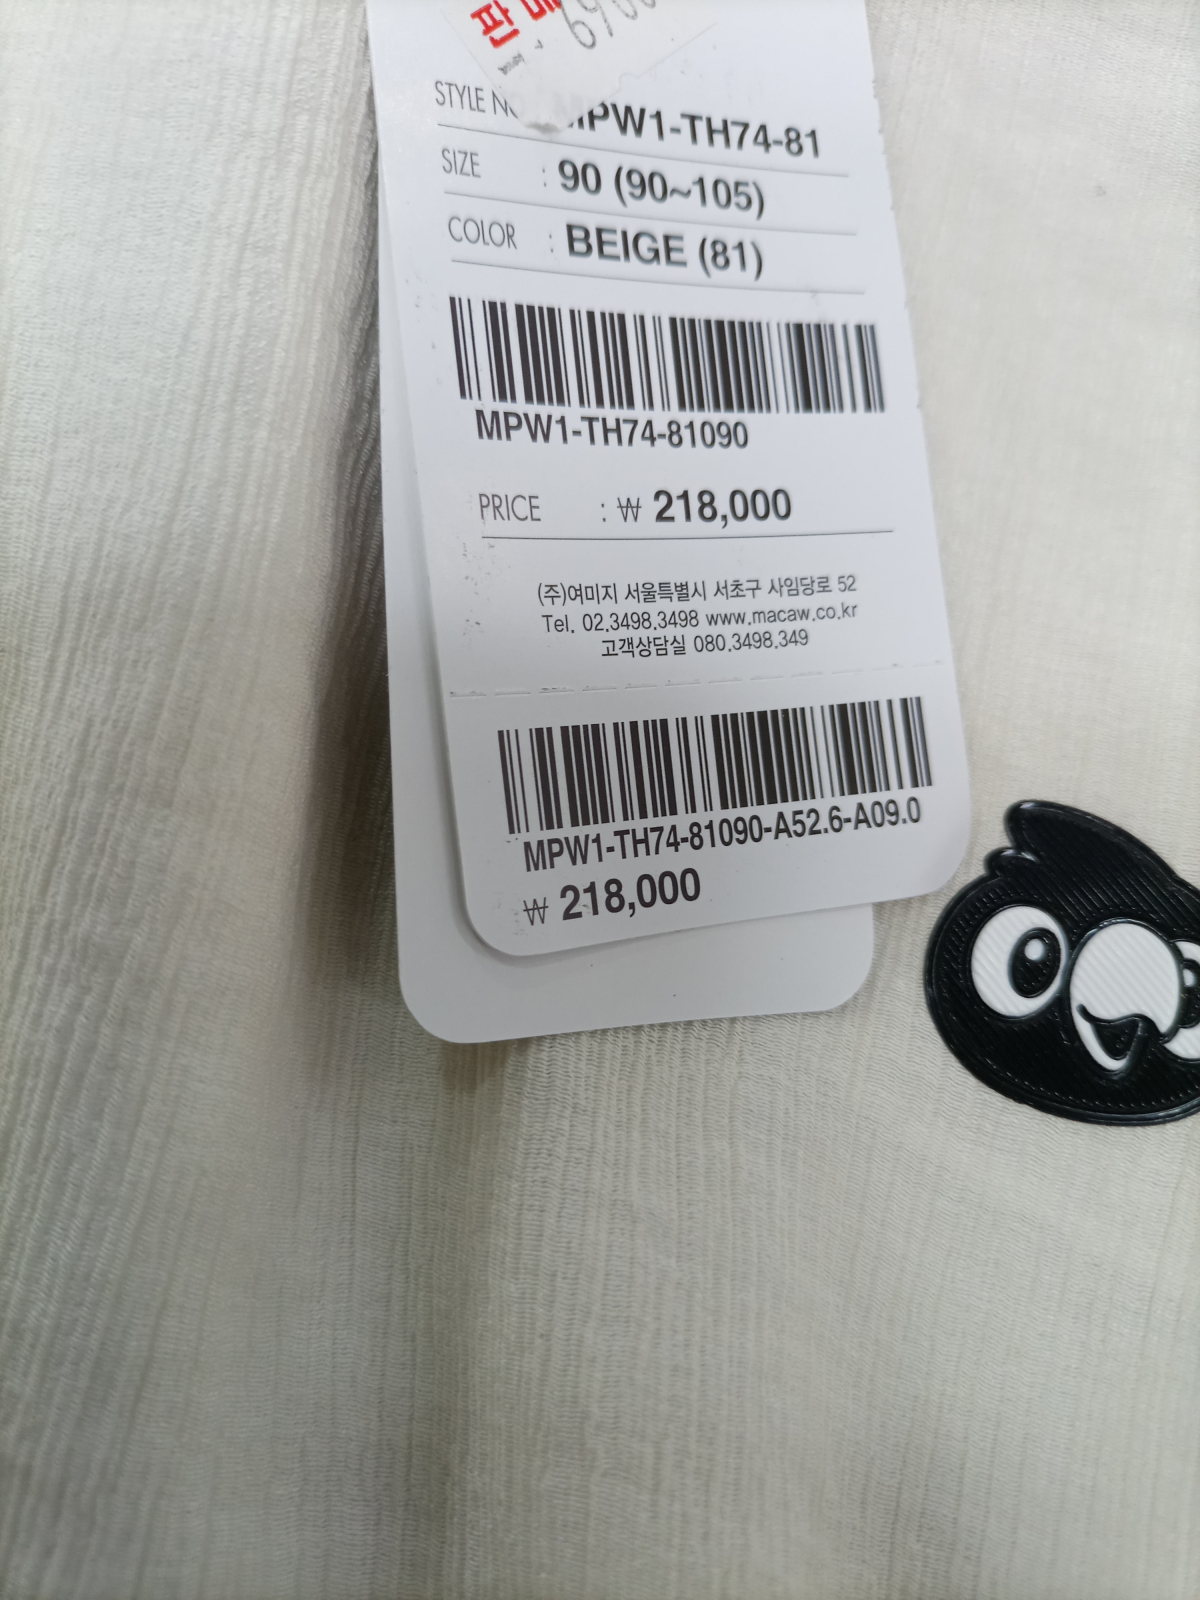 판매
STYLE NO MPW1-TH74-81
SIZE : 90 (90~105)
COLOR : BEIGE (81)
MPW1-TH74-81090
PRICE : ₩ 218,000
(주)여미지 서울특별시 서초구 사임당로 52
Tel. 02.3498.3498 www.macaw.co.kr
고객상담실 080.3498.349
MPW1-TH74-81090-A52.6-A09.0
₩ 218,000